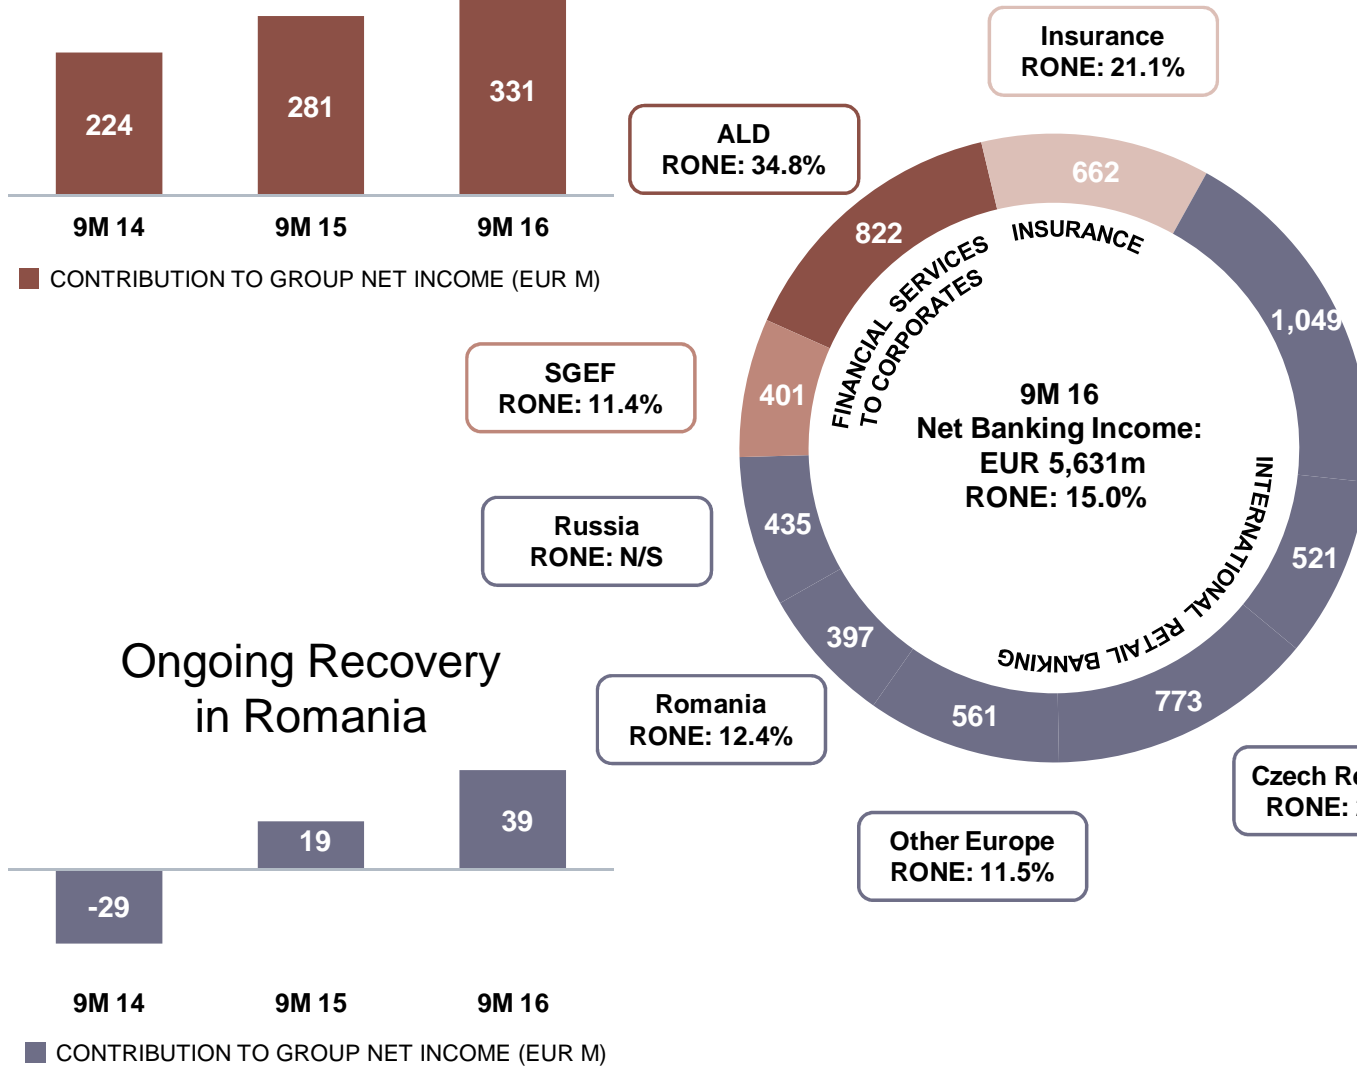 224
281
331
9M 14
9M 15
9M 16
CONTRIBUTION TO GROUP NET INCOME (EUR M)
Insurance
RONE: 21.1%
ALD
RONE: 34.8%
SGEF
RONE: 11.4%
Russia
RONE: N/S
Romania
RONE: 12.4%
Other Europe
RONE: 11.5%
Czech
RONE:
662
822
401
435
397
561
773
521
1,049
INSURANCE
FINANCIAL SERVICES
TO CORPORATES
INTERNATIONAL RETAIL BANKING
9M 16
Net Banking Income:
EUR 5,631m
RONE: 15.0%
Ongoing Recovery
in Romania
-29
19
39
9M 14
9M 15
9M 16
CONTRIBUTION TO GROUP NET INCOME (EUR M)